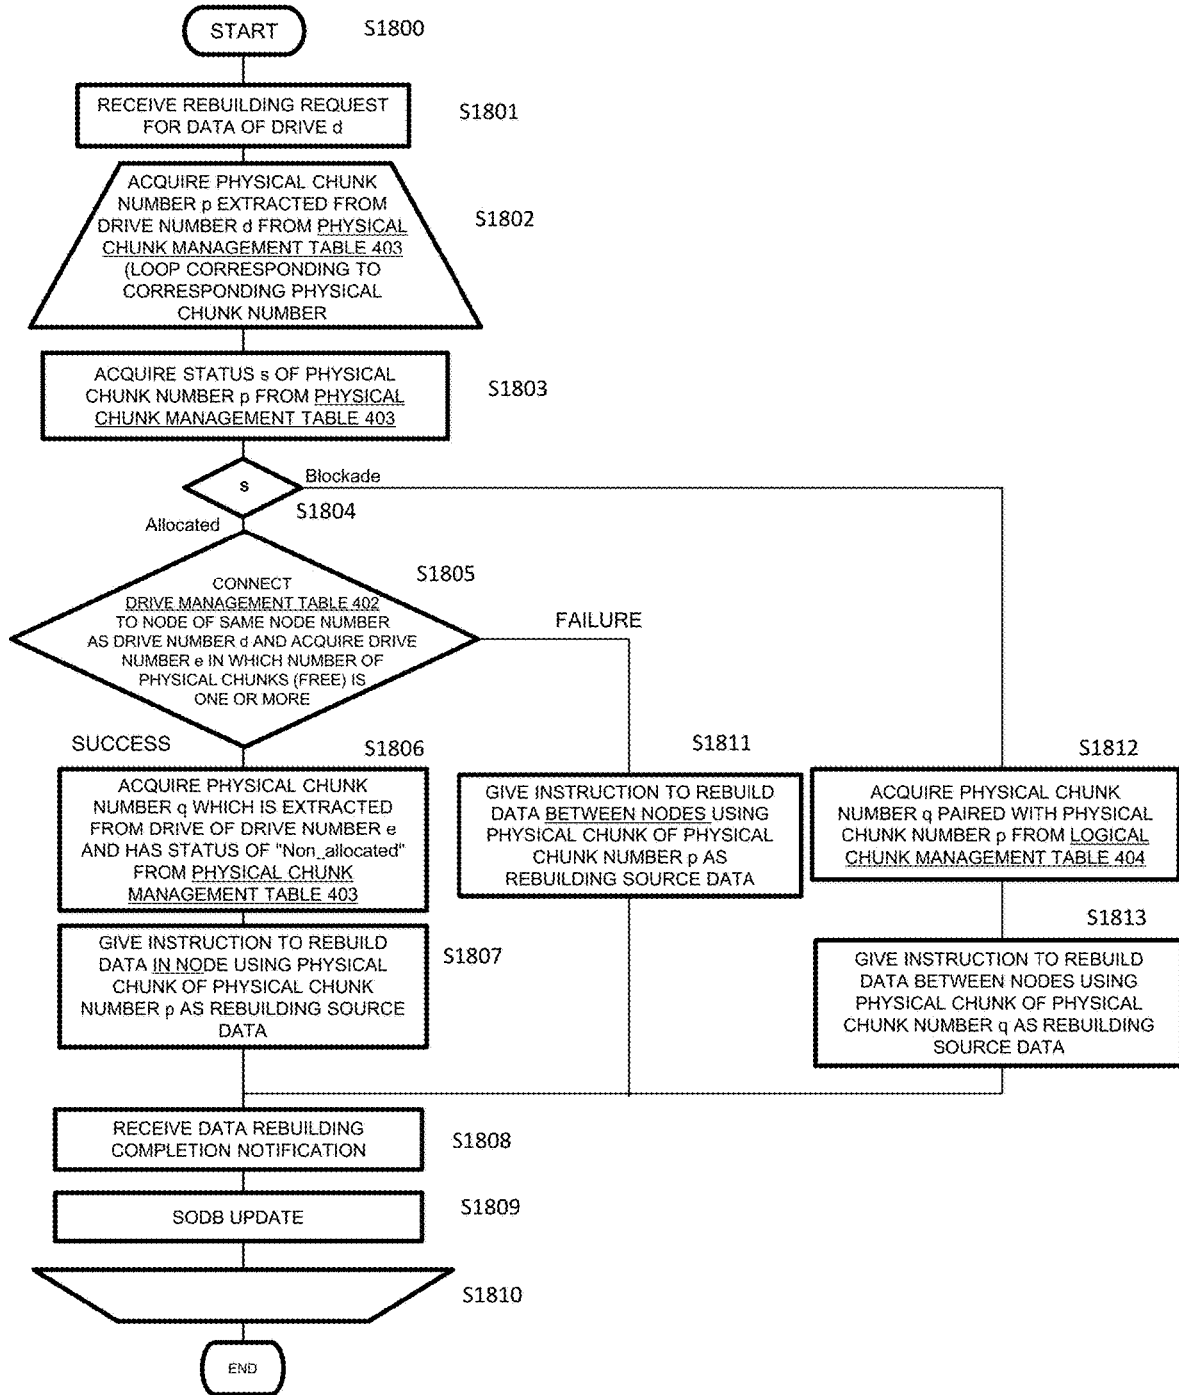 START
S1800
RECEIVE REBUILDING REQUEST
FOR DATA OF DRIVE d
S1801
ACQUIRE PHYSICAL CHUNK
NUMBER p EXTRACTED FROM
DRIVE NUMBER d FROM PHYSICAL
CHUNK MANAGEMENT TABLE 403
(LOOP CORRESPONDING TO
CORRESPONDING PHYSICAL
CHUNK NUMBER
S1802
ACQUIRE STATUS s OF PHYSICAL
CHUNK NUMBER p FROM PHYSICAL
CHUNK MANAGEMENT TABLE 403
S1803
s
Blockade
S1804
Allocated
CONNECT
DRIVE MANAGEMENT TABLE 402
TO NODE OF SAME NODE NUMBER
AS DRIVE NUMBER d AND ACQUIRE DRIVE
NUMBER e IN WHICH NUMBER OF
PHYSICAL CHUNKS (FREE) IS
ONE OR MORE
S1805
FAILURE
SUCCESS
S1806
ACQUIRE PHYSICAL CHUNK
NUMBER q WHICH IS EXTRACTED
FROM DRIVE OF DRIVE NUMBER e
AND HAS STATUS OF "Non_allocated"
FROM PHYSICAL CHUNK
MANAGEMENT TABLE 403
S1811
GIVE INSTRUCTION TO REBUILD
DATA BETWEEN NODES USING
PHYSICAL CHUNK OF PHYSICAL
CHUNK NUMBER p AS
REBUILDING SOURCE DATA
S1812
ACQUIRE PHYSICAL CHUNK
NUMBER q PAIRED WITH PHYSICAL
CHUNK NUMBER p FROM LOGICAL
CHUNK MANAGEMENT TABLE 404
GIVE INSTRUCTION TO REBUILD
DATA IN NODE USING PHYSICAL
CHUNK OF PHYSICAL CHUNK
NUMBER p AS REBUILDING SOURCE
DATA
S1807
S1813
GIVE INSTRUCTION TO REBUILD
DATA BETWEEN NODES USING
PHYSICAL CHUNK OF PHYSICAL
CHUNK NUMBER q AS REBUILDING
SOURCE DATA
RECEIVE DATA REBUILDING
COMPLETION NOTIFICATION
S1808
SODB UPDATE
S1809
S1810
END